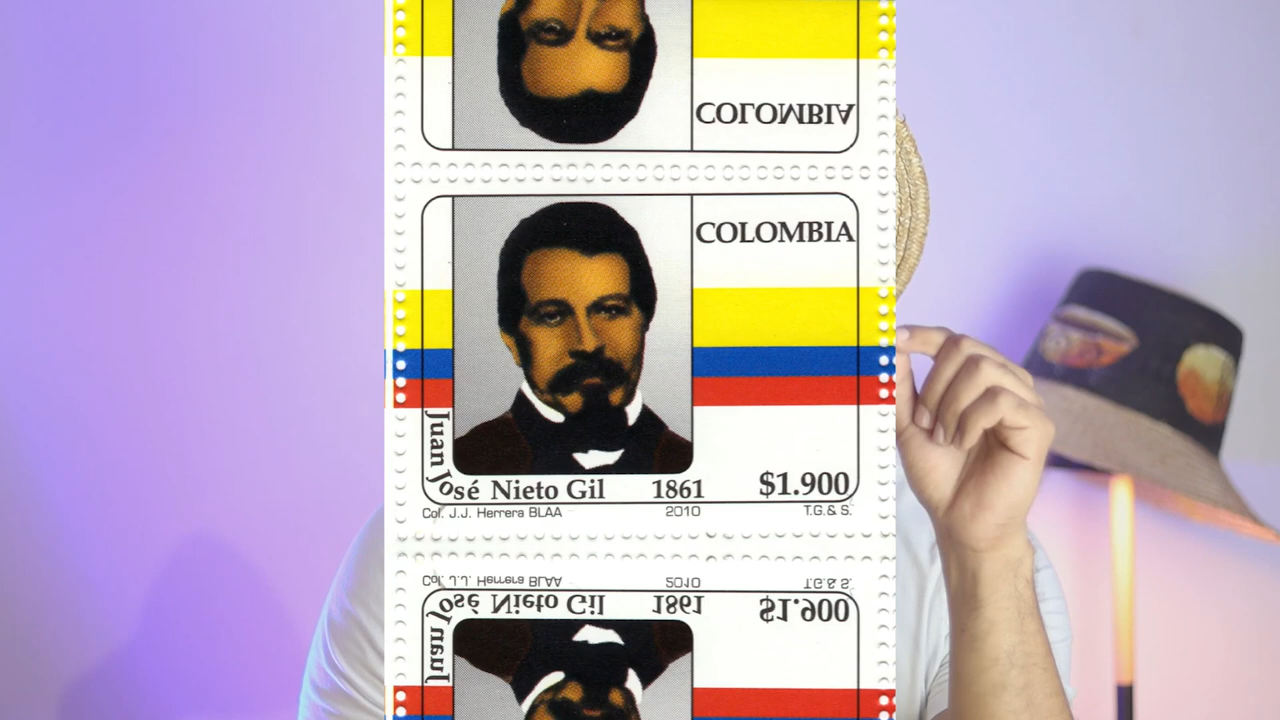 COLOMBIA
COLOMBIA
Juan José Nieto Gil 1861 $1.900
Col. J.J. Herrera BLAA 2010 T.G.& S.
Col. J.J. Herrera BLAA 2010 T.G.& S.
Juan José Nieto Gil 1861 $1.900